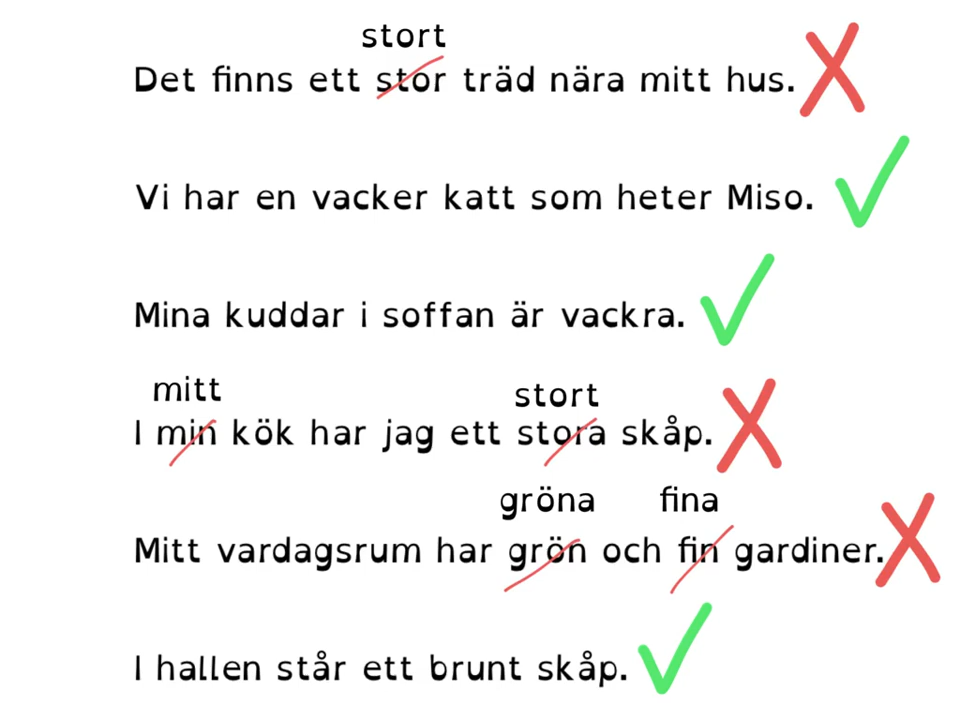 stort
Det finns ett stor träd nära mitt hus.
Vi har en vacker katt som heter Miso.
Mina kuddar i soffan är vackra.
mitt stort
I min kök har jag ett stora skåp.
gröna fina
Mitt vardagsrum har grön och fin gardiner.
I hallen står ett brunt skåp.